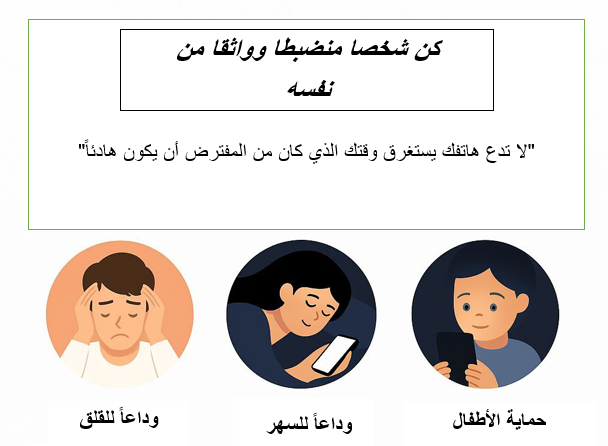 كن شخصا منضبطا وواثقا من
نفسه
"لا تدع هاتفك يستغرق وقتك الذي كان من المفترض أن يكون هادئاً"
حماية الأطفال
وداعاً للسهر
وداعاً للقلق